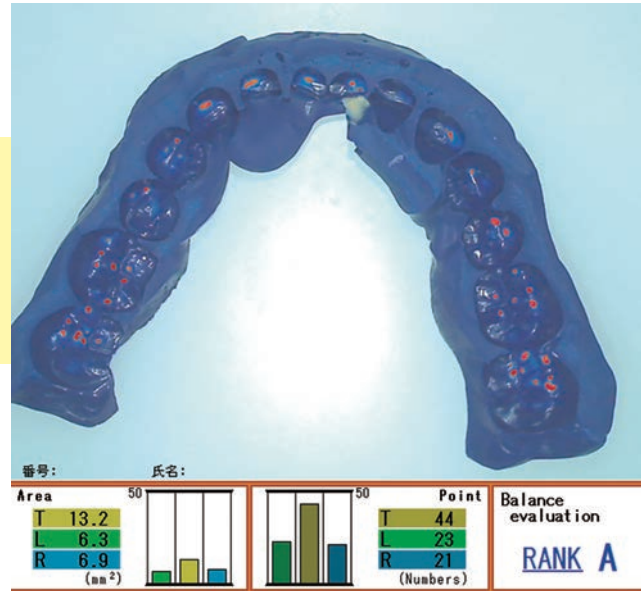 番号: 氏名:
Area
50
T 13.2
L 6.3
R 6.9
(mm²)
50
Point
T 44
L 23
R 21
(Numbers)
Balance
evaluation
RANK A